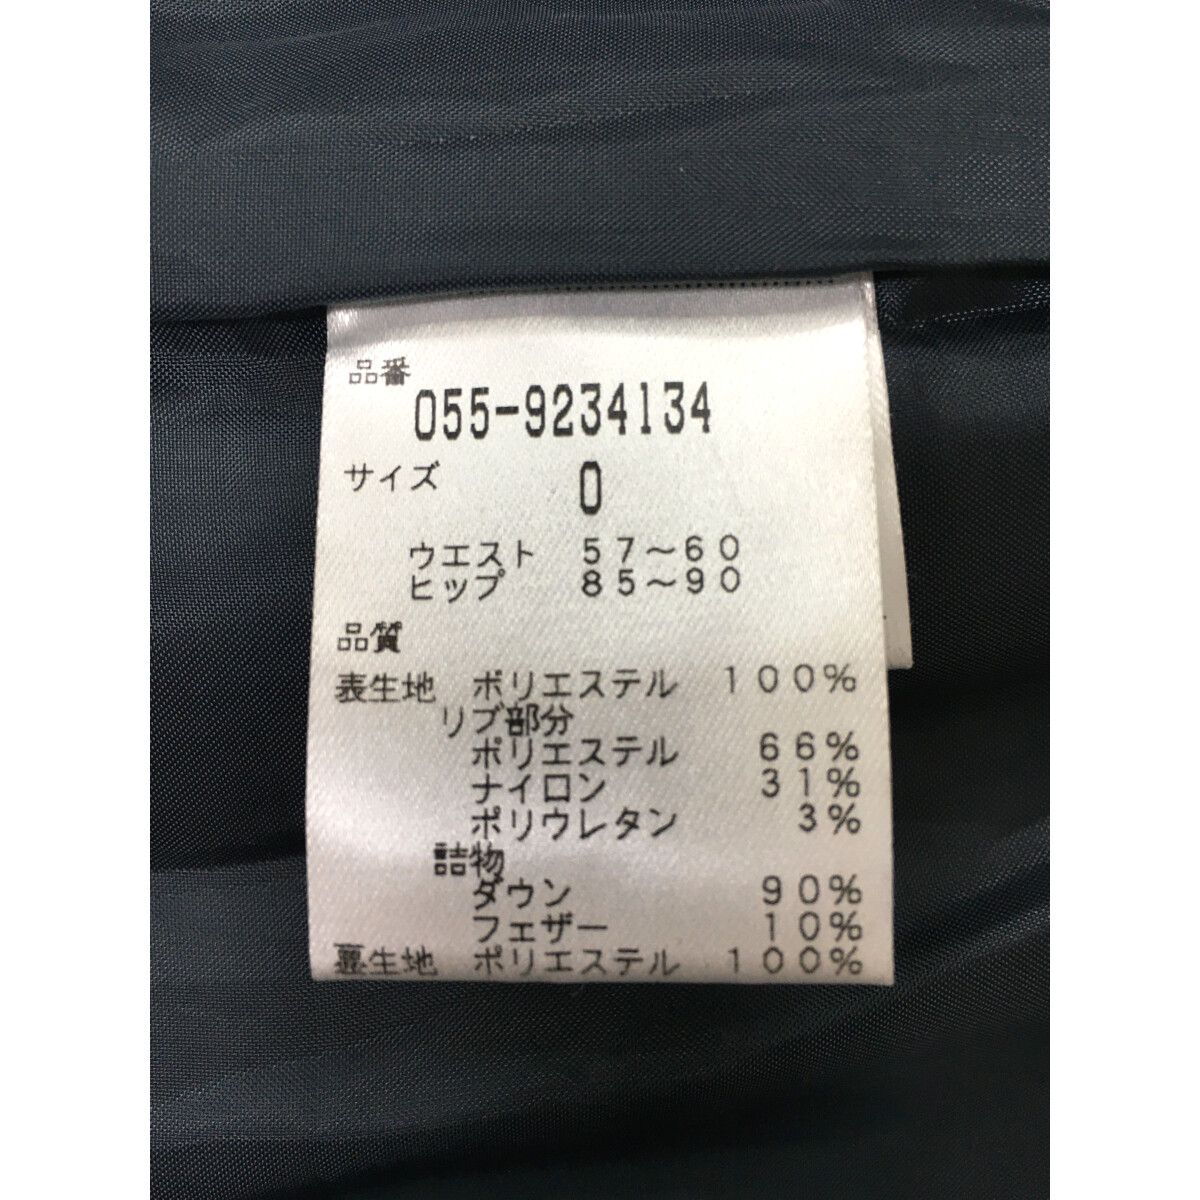 品番
055-9234134
サイズ 0
ウエスト 57～60
ヒップ 85～90
品質
表生地 ポリエステル 100%
リブ部分
ポリエステル 66%
ナイロン 31%
ポリウレタン 3%
詰物
ダウン 90%
フェザー 10%
裏生地 ポリエステル 100%